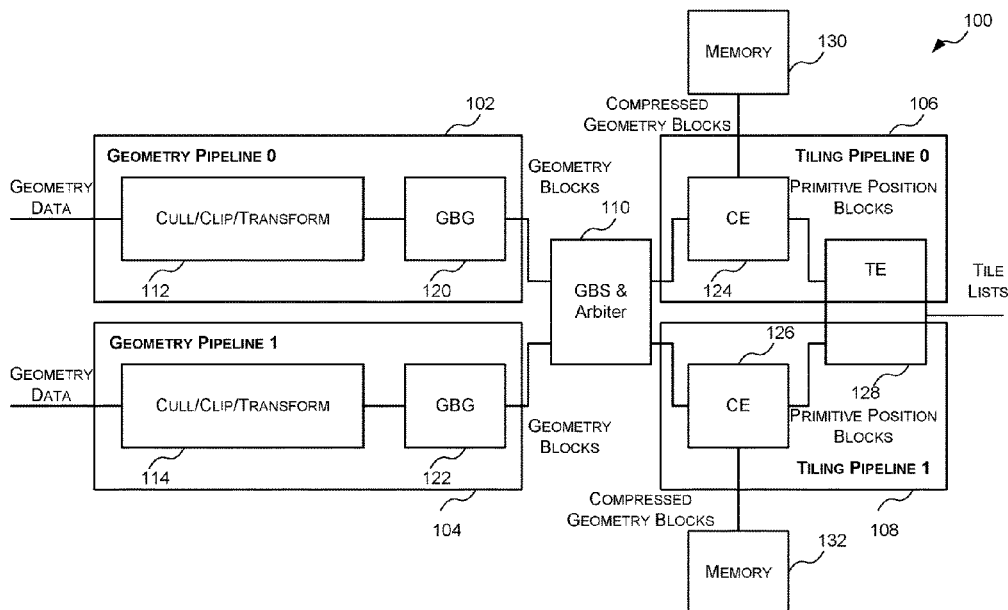 100
MEMORY
130
COMPRESSED
GEOMETRY BLOCKS
102
106
GEOMETRY PIPELINE 0
TILING PIPELINE 0
GEOMETRY
DATA
CULL/CLIP/TRANSFORM
112
GBG
120
GEOMETRY
BLOCKS
110
GBS &
Arbiter
CE
124
PRIMITIVE POSITION
BLOCKS
TE
128
TILE
LISTS
GEOMETRY PIPELINE 1
GEOMETRY
DATA
CULL/CLIP/TRANSFORM
114
GBG
122
GEOMETRY
BLOCKS
126
CE
PRIMITIVE POSITION
BLOCKS
TILING PIPELINE 1
104
108
COMPRESSED
GEOMETRY BLOCKS
132
MEMORY